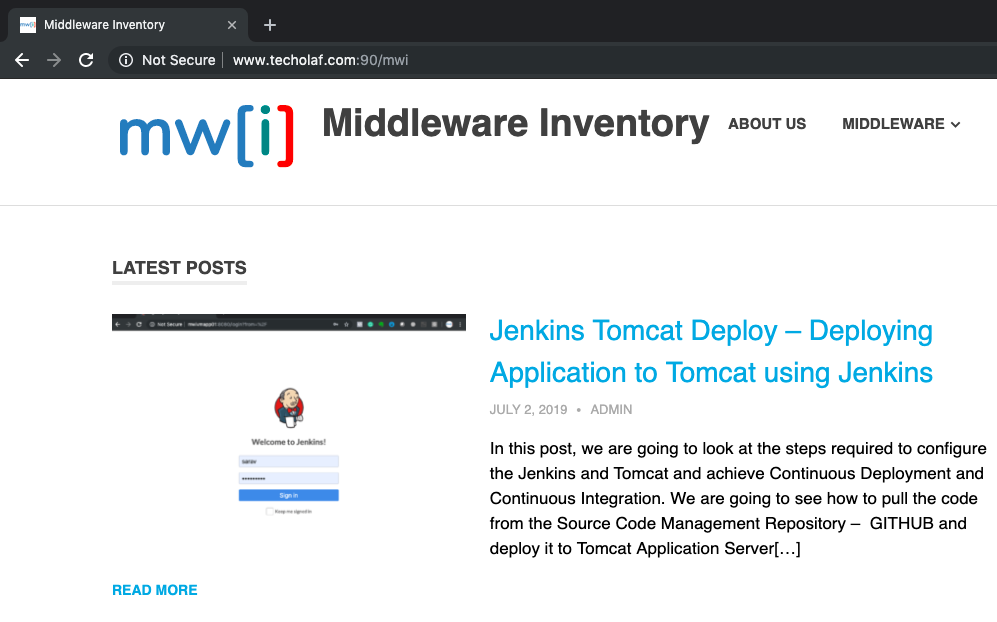 mw[i] Middleware Inventory
Not Secure www.techolaf.com:90/mwi
mw[i]
Middleware Inventory
ABOUT US
MIDDLEWARE
LATEST POSTS
Not Secure
Welcome to Jenkins!
sarav
Sign in
Keep me signed in
Jenkins Tomcat Deploy – Deploying
Application to Tomcat using Jenkins
JULY 2, 2019 • ADMIN
In this post, we are going to look at the steps required to configure
the Jenkins and Tomcat and achieve Continuous Deployment and
Continuous Integration. We are going to see how to pull the code
from the Source Code Management Repository – GITHUB and
deploy it to Tomcat Application Server[…]
READ MORE